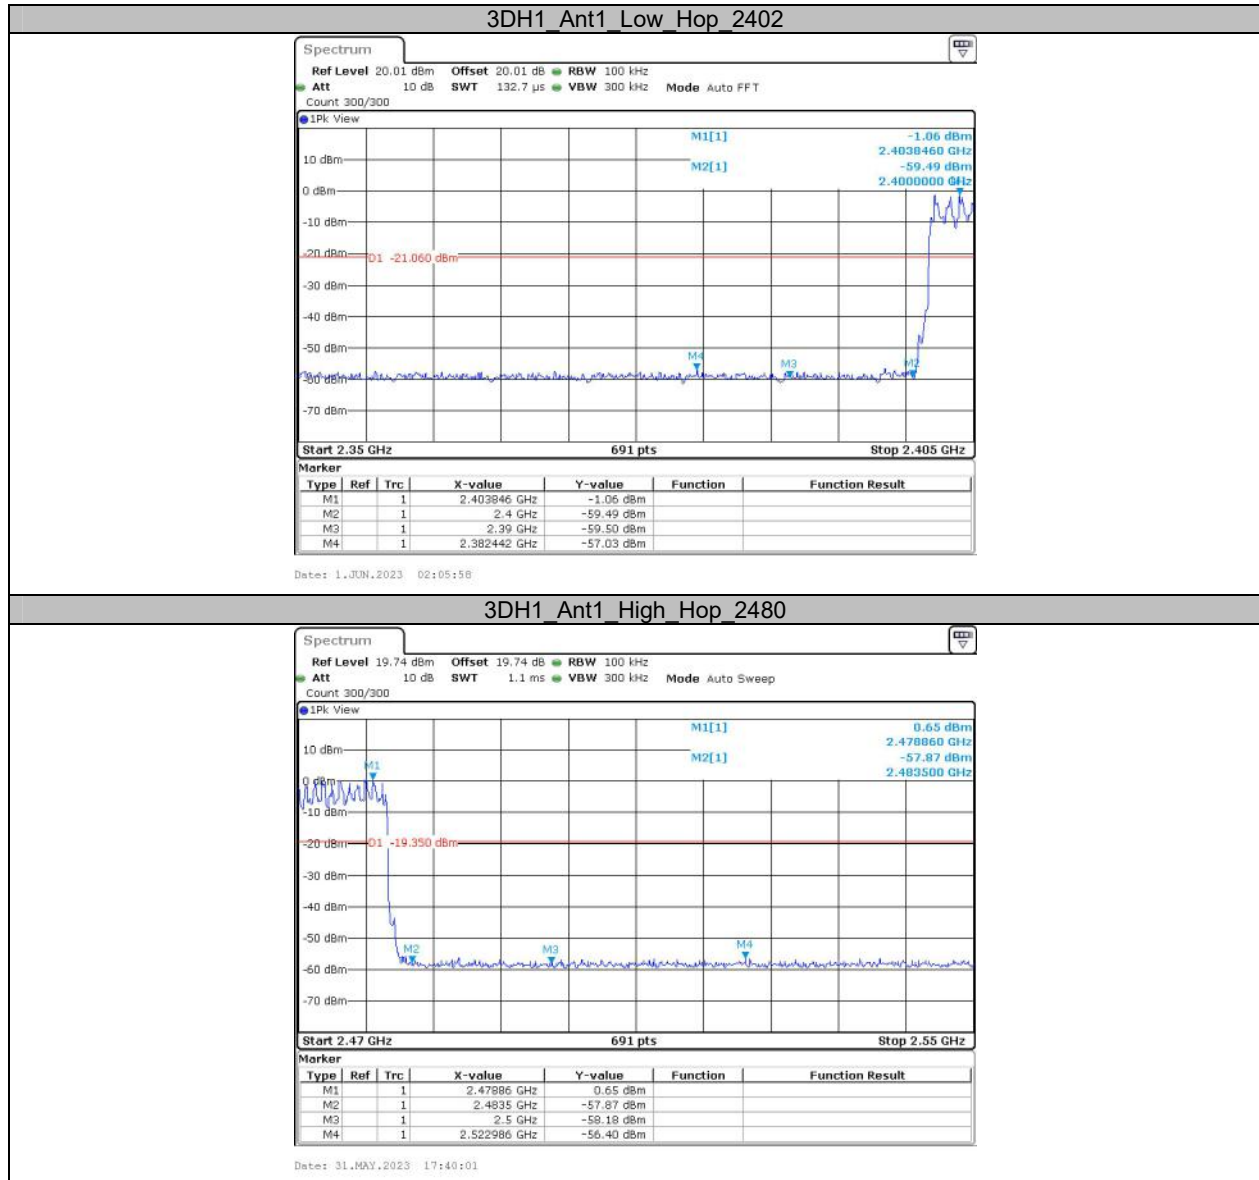 3DH1_Ant1_Low_Hop_2402
Spectrum
Ref Level 20.01 dBm Offset 20.01 dB RBW 100 kHz
Att 10 dB SWT 132.7 µs VBW 300 kHz Mode Auto FFT
Count 300/300
1Pk View
M1[1] -1.06 dBm
2.4038460 GHz
M2[1] -59.49 dBm
2.4000000 GHz
10 dBm
0 dBm
-10 dBm
-20 dBm
D1 -21.060 dBm
-30 dBm
-40 dBm
-50 dBm
M4 M3 M2
-60 dBm
-70 dBm
Start 2.35 GHz 691 pts Stop 2.405 GHz
Marker
Type Ref Trc X-value Y-value Function Function Result
M1 1 2.403846 GHz -1.06 dBm
M2 1 2.4 GHz -59.49 dBm
M3 1 2.39 GHz -59.50 dBm
M4 1 2.382442 GHz -57.03 dBm
Date: 1.JUN.2023 02:05:58
3DH1_Ant1_High_Hop_2480
Spectrum
Ref Level 19.74 dBm Offset 19.74 dB RBW 100 kHz
Att 10 dB SWT 1.1 ms VBW 300 kHz Mode Auto Sweep
Count 300/300
1Pk View
M1[1] 0.65 dBm
2.478860 GHz
M2[1] -57.87 dBm
2.483500 GHz
10 dBm
M1
0 dBm
-10 dBm
-20 dBm
D1 -19.350 dBm
-30 dBm
-40 dBm
-50 dBm
M2 M3 M4
-60 dBm
-70 dBm
Start 2.47 GHz 691 pts Stop 2.55 GHz
Marker
Type Ref Trc X-value Y-value Function Function Result
M1 1 2.47886 GHz 0.65 dBm
M2 1 2.4835 GHz -57.87 dBm
M3 1 2.5 GHz -58.18 dBm
M4 1 2.522986 GHz -56.40 dBm
Date: 31.MAY.2023 17:40:01